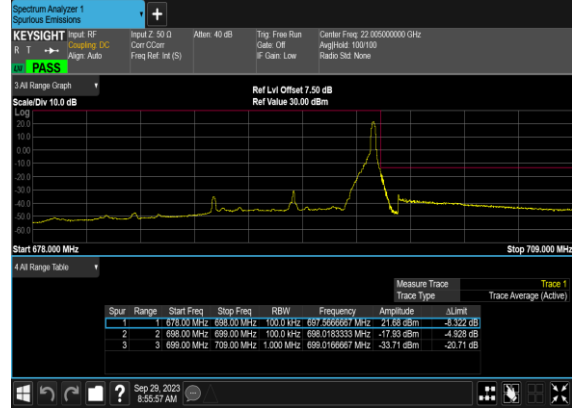 Spectrum Analyzer 1
Spurious Emissions
KEYSIGHT Input: RF Input Z: 50 Ω Atten: 40 dB Trig: Free Run Center Freq: 22.005000000 GHz
R T Coupling: DC Corr CCorr Gate: Off Avg|Hold: 100/100
Align: Auto Freq Ref: Int (S) IF Gain: Low Radio Std: None
PASS
3 All Range Graph
Ref Lvl Offset 7.50 dB
Scale/Div 10.0 dB Ref Value 30.00 dBm
Log
20.0
10.0
0.00
-10.0
-20.0
-30.0
-40.0
-50.0
-60.0
Start 678.000 MHz Stop 709.000 MHz
4 All Range Table
Measure Trace Trace 1
Trace Type Trace Average (Active)
Spur Range Start Freq Stop Freq RBW Frequency Amplitude ΔLimit
1 1 678.00 MHz 698.00 MHz 100.0 kHz 697.5666667 MHz 21.68 dBm -8.322 dB
2 2 698.00 MHz 699.00 MHz 100.0 kHz 698.0183333 MHz -17.93 dBm -4.928 dB
3 3 699.00 MHz 709.00 MHz 1.000 MHz 699.0166667 MHz -33.71 dBm -20.71 dB
? Sep 29, 2023
8:55:57 AM